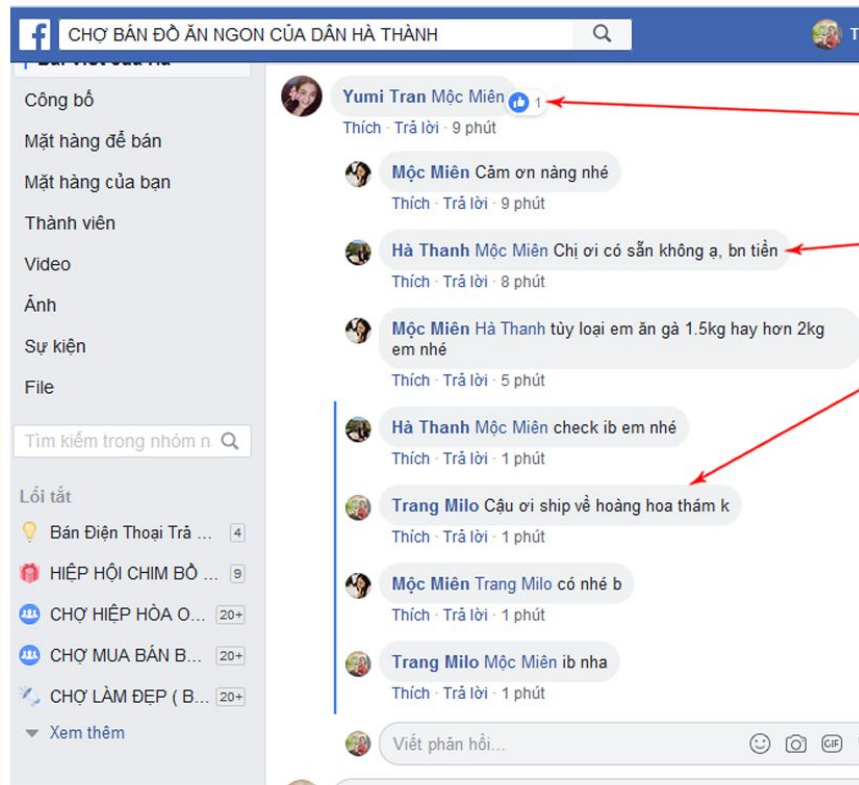 f CHỢ BÁN ĐỒ ĂN NGON CỦA DÂN HÀ THÀNH T
Bài viết của Hà
Công bố
Mặt hàng để bán
Mặt hàng của bạn
Thành viên
Video
Ảnh
Sự kiện
File
Tìm kiếm trong nhóm n
Lối tắt
Bán Điện Thoại Trả ... 4
HIỆP HỘI CHIM BỒ ... 9
CHỢ HIỆP HÒA O... 20+
CHỢ MUA BÁN B... 20+
CHỢ LÀM ĐẸP ( B... 20+
Xem thêm
Yumi Tran Mộc Miên 1
Thích · Trả lời · 9 phút
Mộc Miên Cảm ơn nàng nhé
Thích · Trả lời · 9 phút
Hà Thanh Mộc Miên Chị ơi có sẵn không ạ, bn tiền
Thích · Trả lời · 8 phút
Mộc Miên Hà Thanh tùy loại em ăn gà 1.5kg hay hơn 2kg
em nhé
Thích · Trả lời · 5 phút
Hà Thanh Mộc Miên check ib em nhé
Thích · Trả lời · 1 phút
Trang Milo Cậu ơi ship về hoàng hoa thám k
Thích · Trả lời · 1 phút
Mộc Miên Trang Milo có nhé b
Thích · Trả lời · 1 phút
Trang Milo Mộc Miên ib nha
Thích · Trả lời · 1 phút
Viết phản hồi... GIF